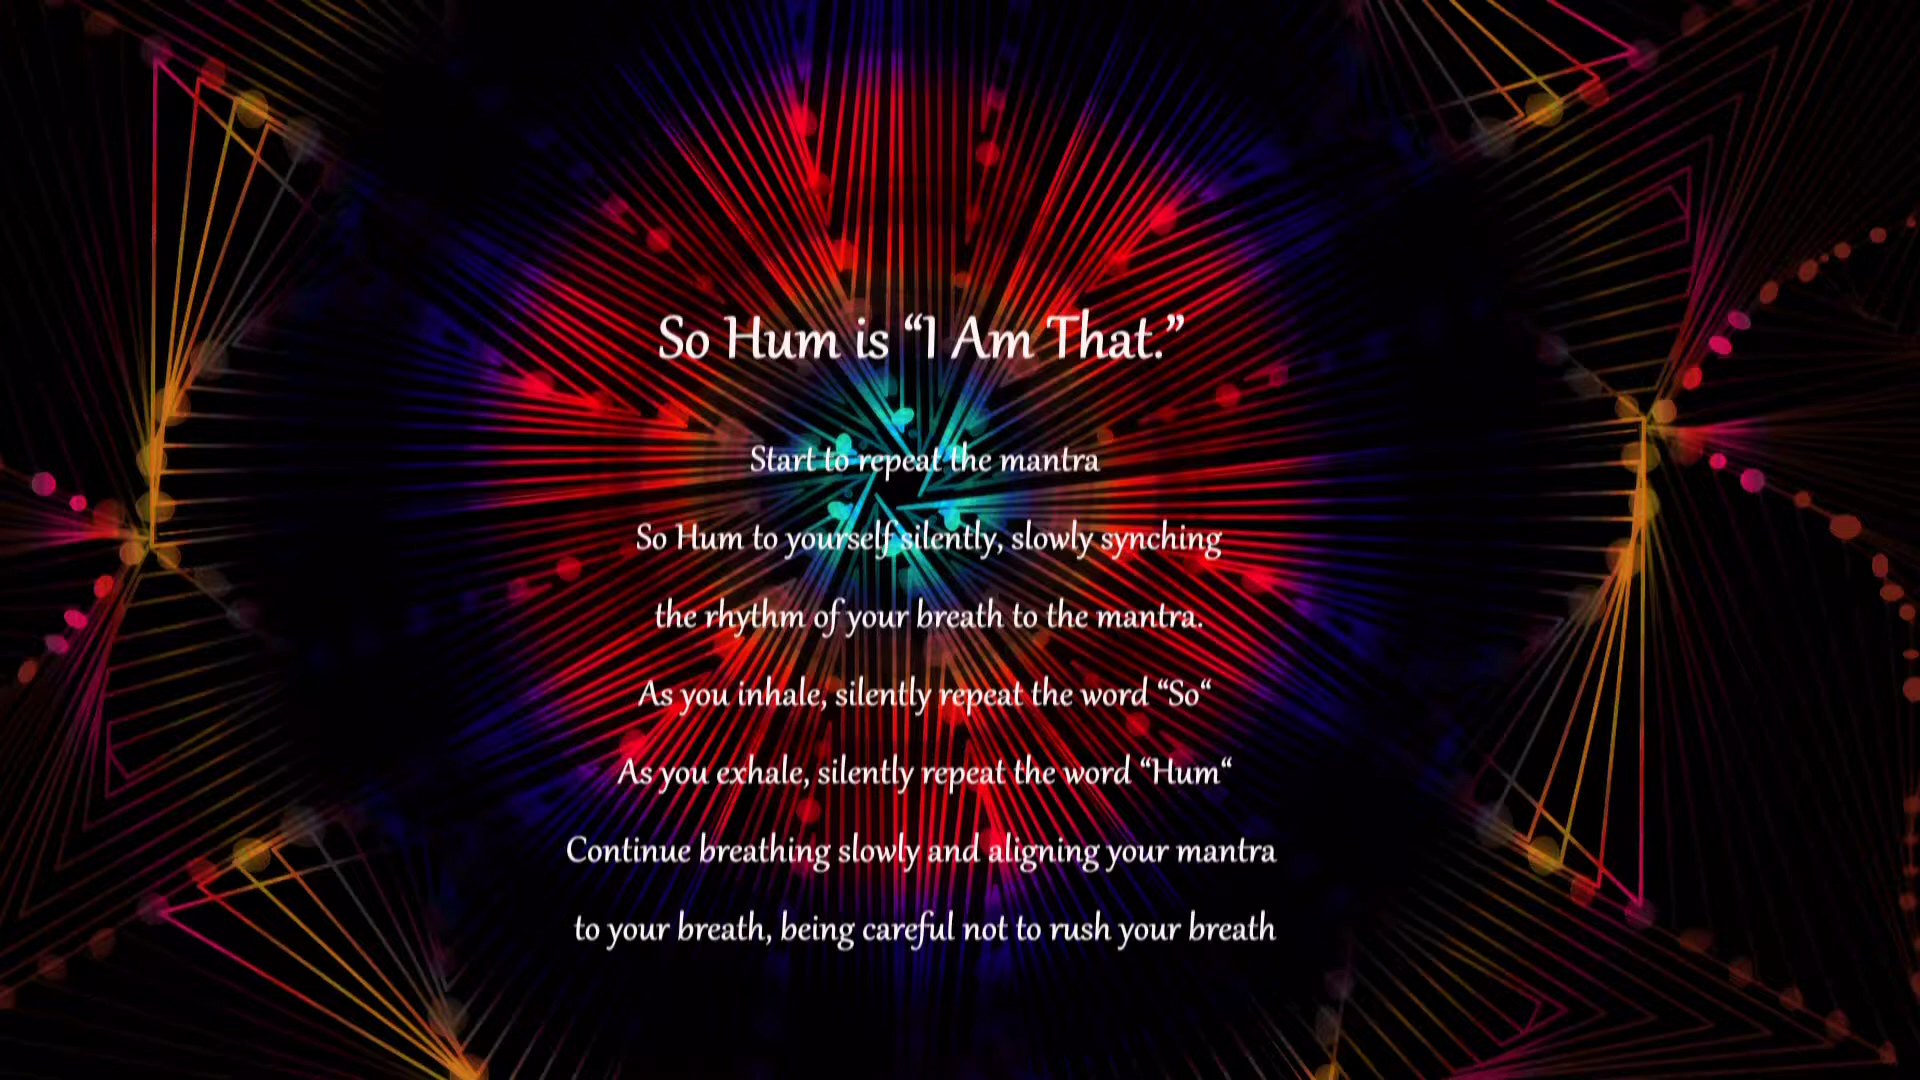 So Hum is “I Am That.”
Start to repeat the mantra
So Hum to yourself silently, slowly synching
the rhythm of your breath to the mantra.
As you inhale, silently repeat the word “So“
As you exhale, silently repeat the word “Hum“
Continue breathing slowly and aligning your mantra
to your breath, being careful not to rush your breath